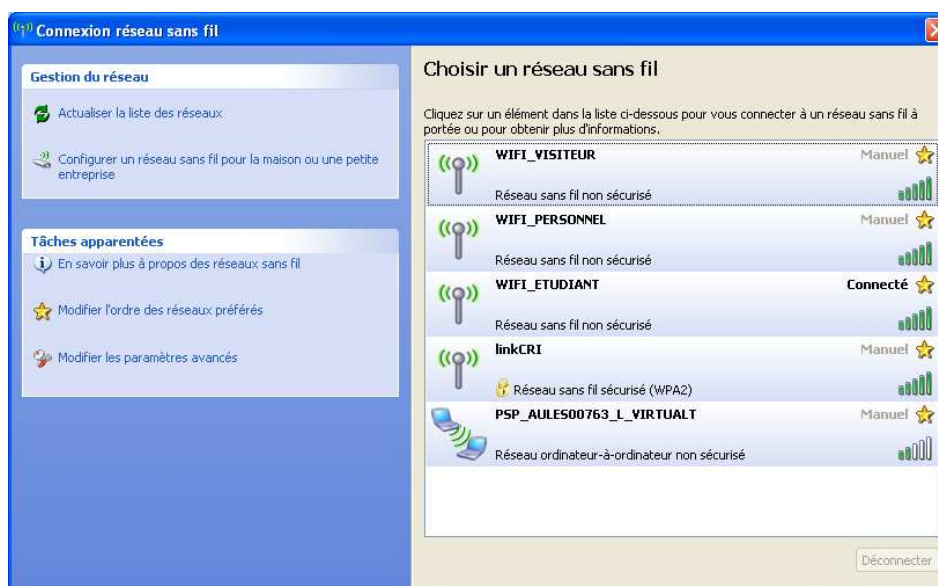 Connexion réseau sans fil
Gestion du réseau
Actualiser la liste des réseaux
Configurer un réseau sans fil pour la maison ou une petite
entreprise
Tâches apparentées
En savoir plus à propos des réseaux sans fil
Modifier l'ordre des réseaux préférés
Modifier les paramètres avancés
Choisir un réseau sans fil
Cliquez sur un élément dans la liste ci-dessous pour vous connecter à un réseau sans fil à
portée ou pour obtenir plus d'informations.
WIFI_VISITEUR Manuel
Réseau sans fil non sécurisé
WIFI_PERSONNEL Manuel
Réseau sans fil non sécurisé
WIFI_ETUDIANT Connecté
Réseau sans fil non sécurisé
linkCRI Manuel
Réseau sans fil sécurisé (WPA2)
PSP_AULES00763_L_VIRTUALT Manuel
Réseau ordinateur-à-ordinateur non sécurisé
Déconnecter